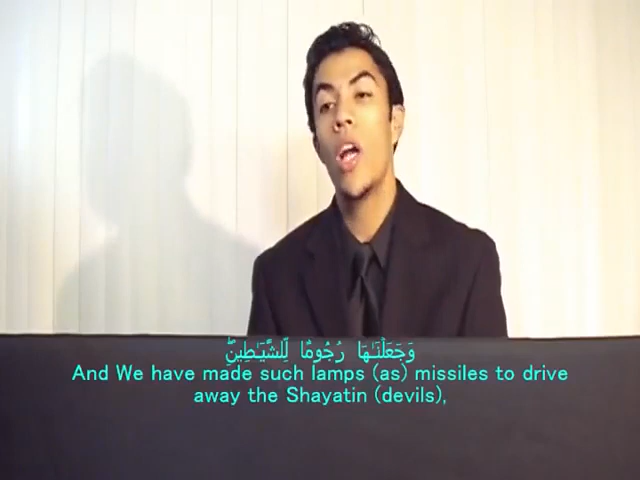 وَجَعَلْنَـٰهَا رُجُومًا لِّلشَّيَـٰطِينِۖ
And We have made such lamps (as) missiles to drive
away the Shayatin (devils),